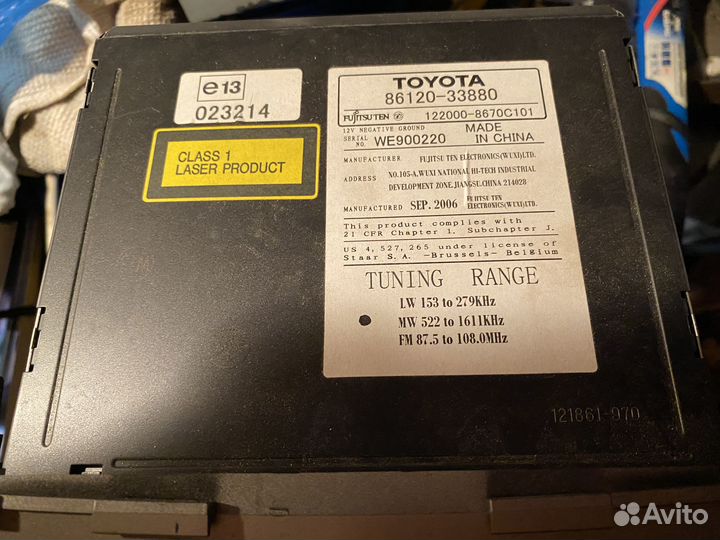 e13
023214
CLASS 1
LASER PRODUCT
TOYOTA
86120-33880
FUJITSU TEN 122000-8670C101
12V NEGATIVE GROUND
SERIAL NO. WE900220
MADE IN CHINA
MANUFACTURER FUJITSU TEN ELECTRONICS(WUXI)LTD.
ADDRESS NO.105-A,WUXI NATIONAL HI-TECH INDUSTRIAL
DEVELOPMENT ZONE,JIANGSU,CHINA 214028
MANUFACTURED SEP. 2006 FUJITSU TEN ELECTRONICS(WUXI)LTD.
This product complies with
21 CFR Chapter 1, Subchapter J.
US 4, 527, 265 under license of
Staar S. A. -Brussels- Belgium
TUNING RANGE
LW 153 to 279KHz
MW 522 to 1611KHz
FM 87.5 to 108.0MHz
121861-970
Avito